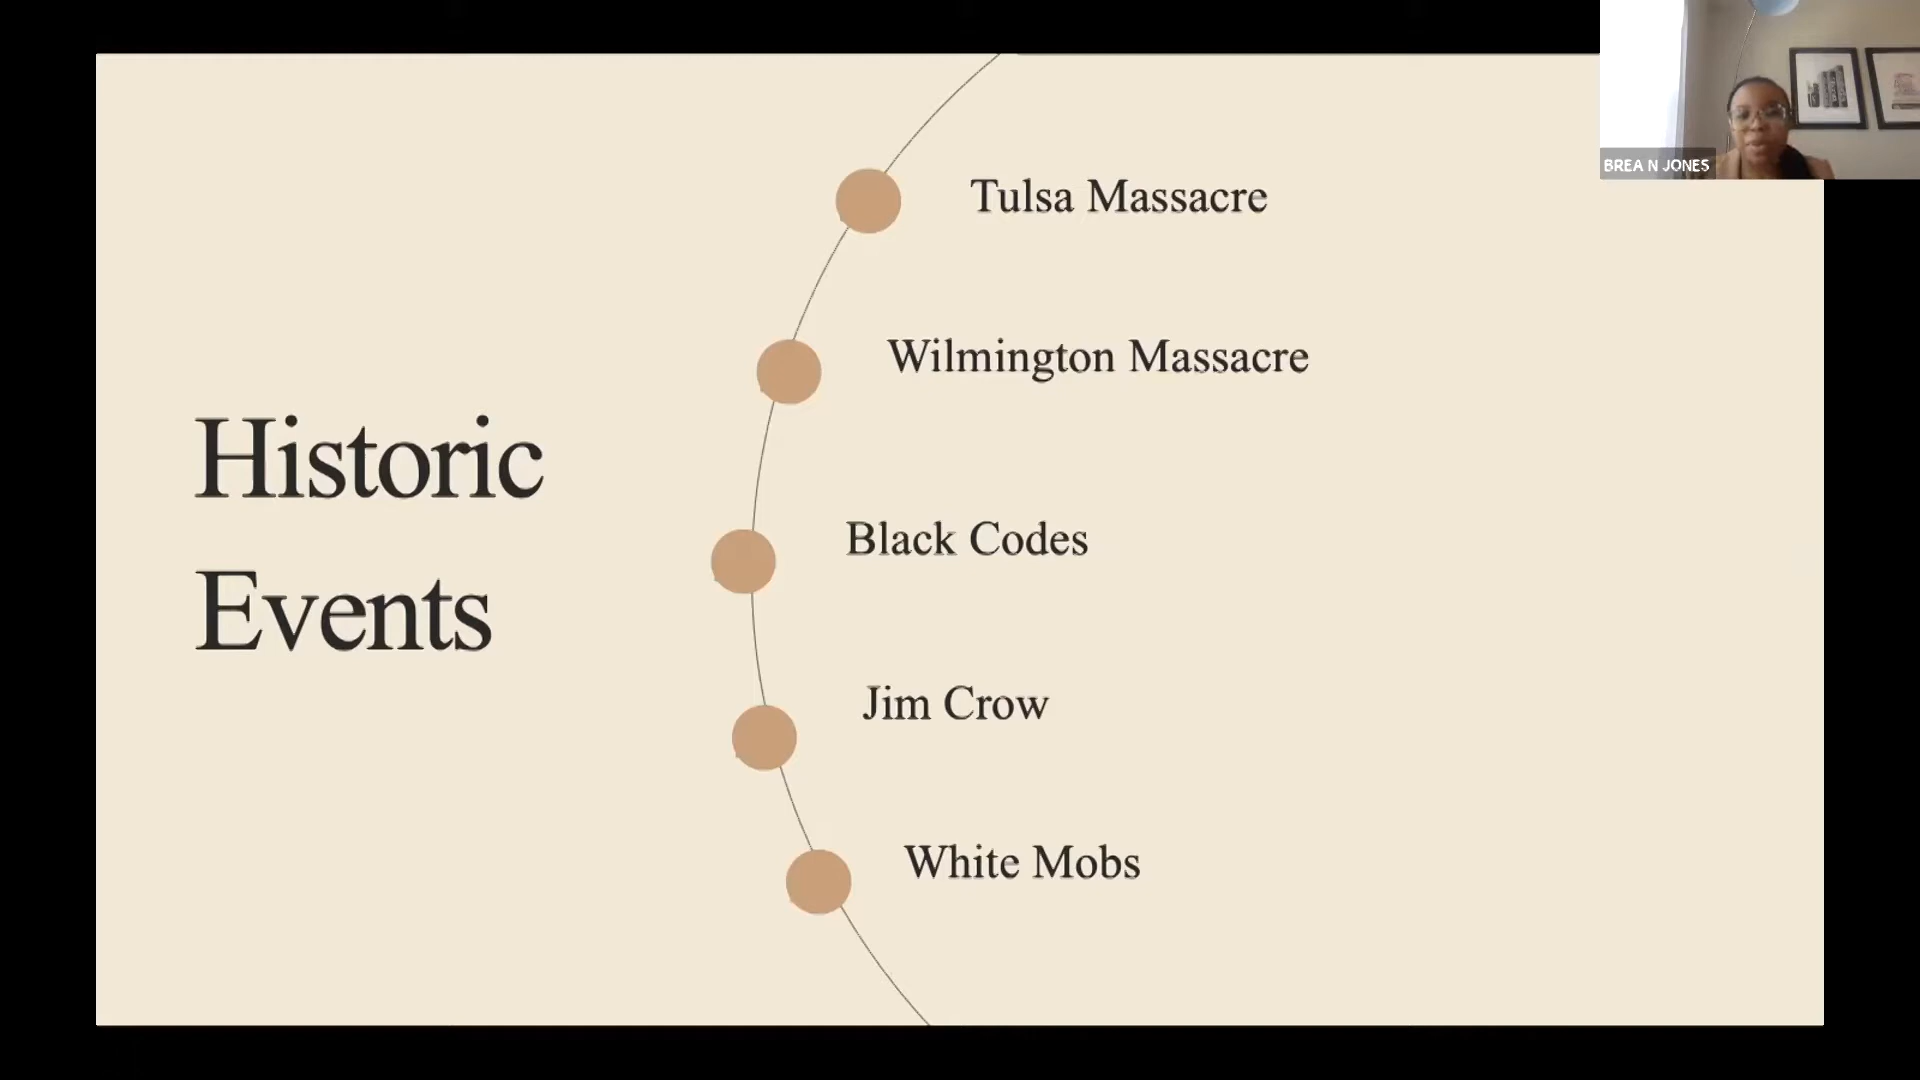 Historic
Events
Tulsa Massacre
Wilmington Massacre
Black Codes
Jim Crow
White Mobs
BREA N JONES